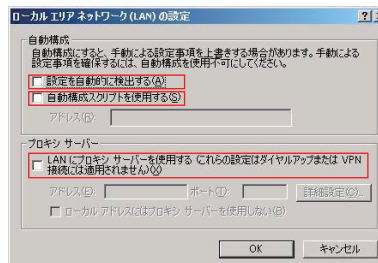 ローカル エリア ネットワーク (LAN) の設定
自動構成
自動構成にすると、手動による設定事項を上書きする場合があります。手動による
設定事項を確保するには、自動構成を使用不可にしてください。
設定を自動的に検出する(A)
自動構成スクリプトを使用する(S)
アドレス(R):
プロキシ サーバー
LAN にプロキシ サーバーを使用する (これらの設定はダイヤルアップまたは VPN
接続には適用されません)(X)
アドレス(E): ポート(T): 詳細設定(C)...
ローカル アドレスにはプロキシ サーバーを使用しない(B)
OK キャンセル